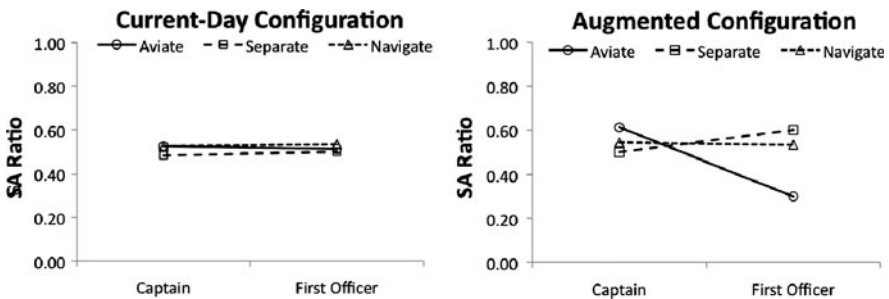 Current-Day Configuration
1.00
Aviate Separate Navigate
0.80
0.60
0.40
0.20
0.00
SA Ratio
Captain First Officer
Augmented Configuration
1.00
Aviate Separate Navigate
0.80
0.60
0.40
0.20
0.00
SA Ratio
Captain First Officer